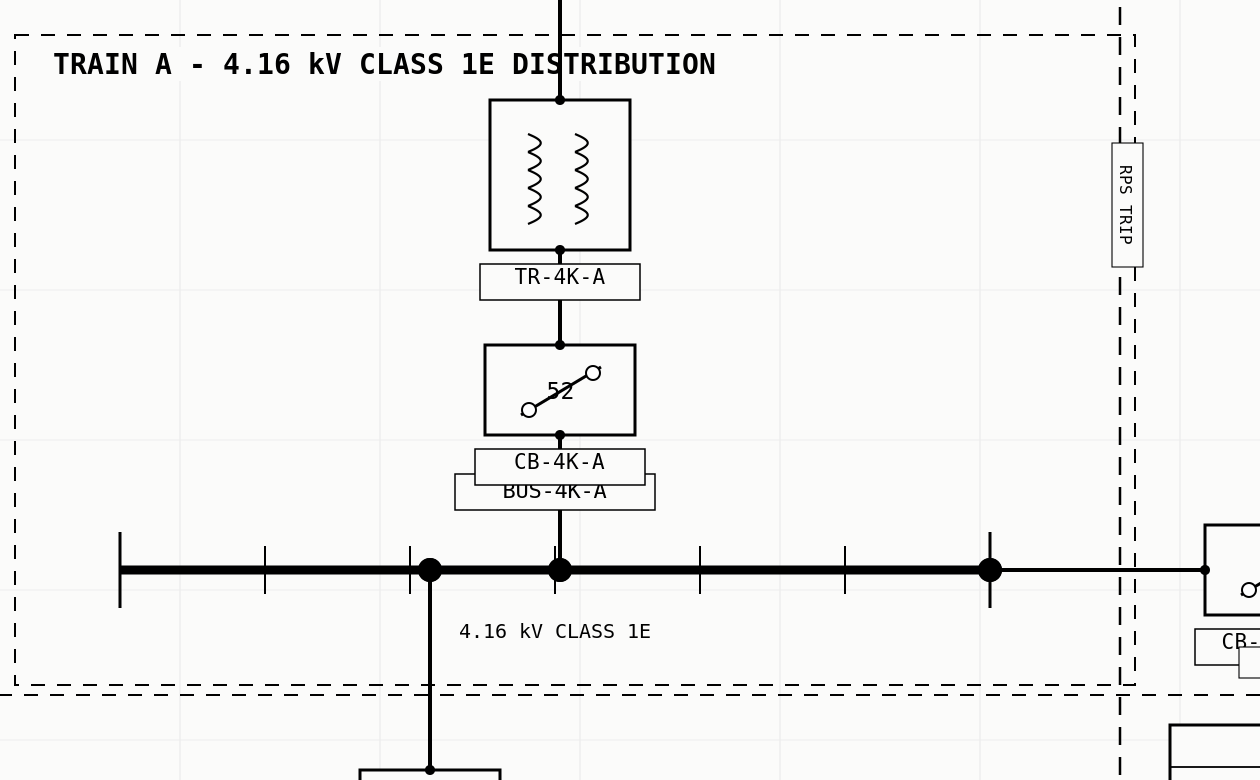 TRAIN A - 4.16 kV CLASS 1E DISTRIBUTION
RPS TRIP
TR-4K-A
52
CB-4K-A
BUS-4K-A
4.16 kV CLASS 1E
CB-